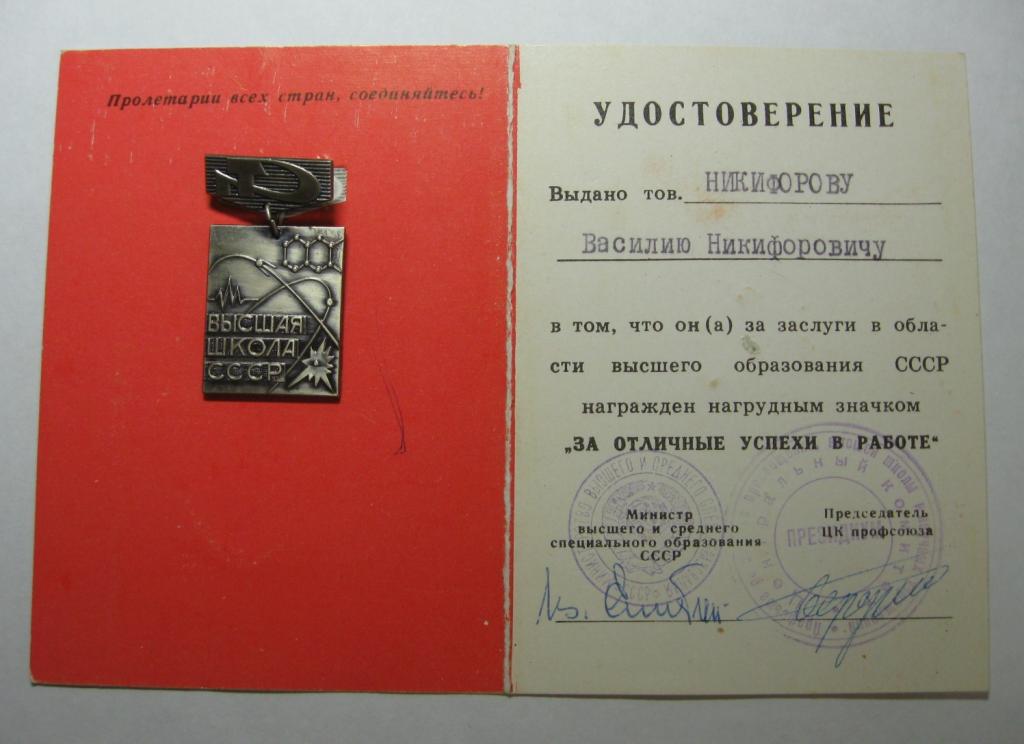 Пролетарии всех стран, соединяйтесь!
ВЫСШАЯ
ШКОЛА
СССР
УДОСТОВЕРЕНИЕ
Выдано тов. НИКИФОРОВУ
Василию Никифоровичу
в том, что он(а) за заслуги в обла-
сти высшего образования СССР
награжден нагрудным значком
„ЗА ОТЛИЧНЫЕ УСПЕХИ В РАБОТЕ“
Министр
высшего и среднего
специального образования
СССР
Председатель
ЦК профсоюза
ПРЕЗИДИУМ